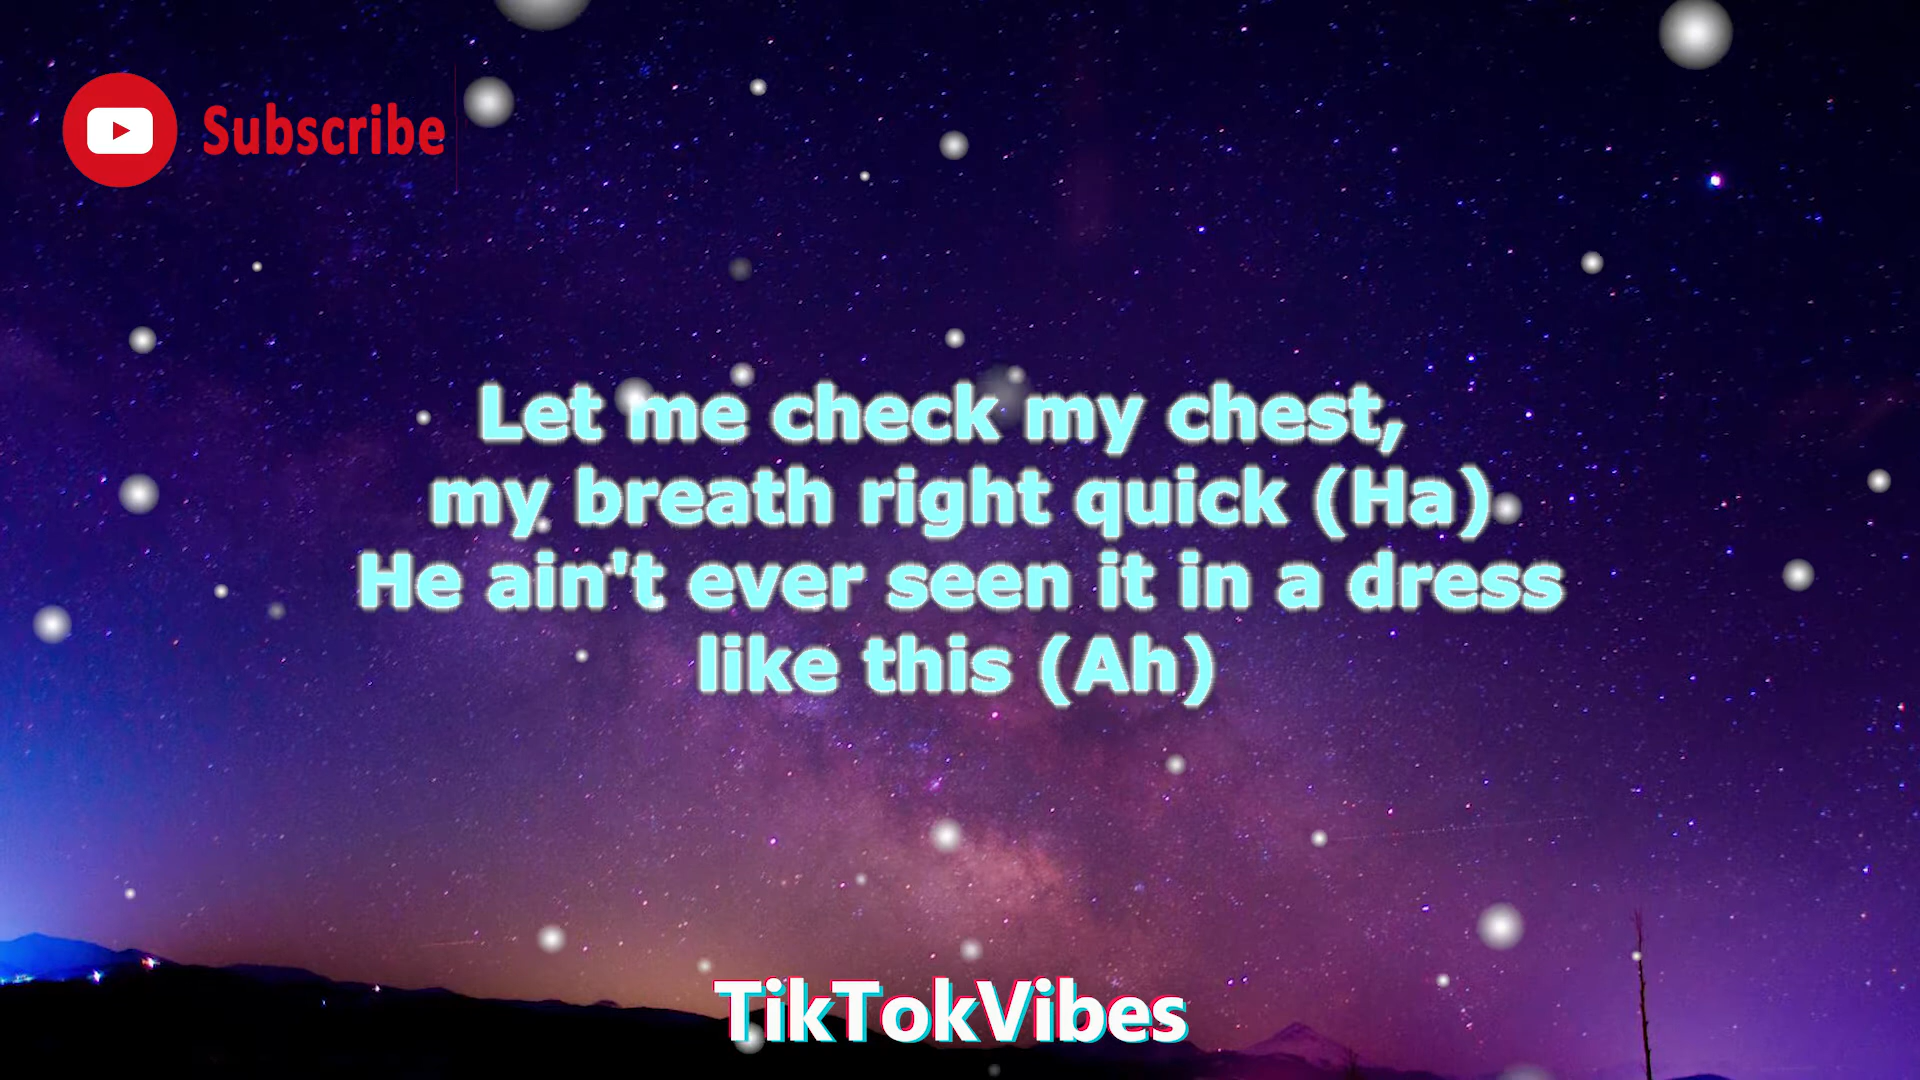 Subscribe
Let me check my chest,
my breath right quick (Ha)
He ain't ever seen it in a dress
like this (Ah)
TikTokVibes